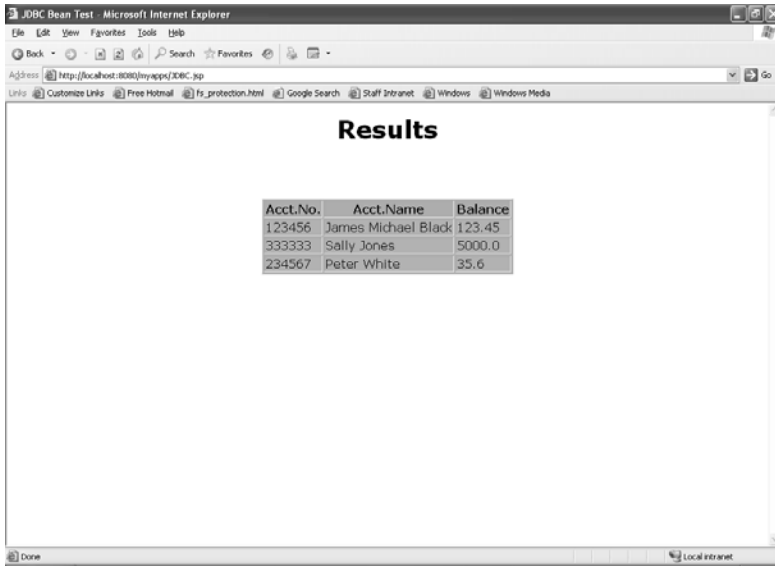 JDBC Bean Test - Microsoft Internet Explorer
File Edit View Favorites Tools Help
Back Search Favorites
Address http://localhost:8080/myapps/JDBC.jsp Go
Links Customize Links Free Hotmail fs_protection.html Google Search Staff Intranet Windows Windows Media
Results
Acct.No. Acct.Name Balance
123456 James Michael Black 123.45
333333 Sally Jones 5000.0
234567 Peter White 35.6
Done Local intranet